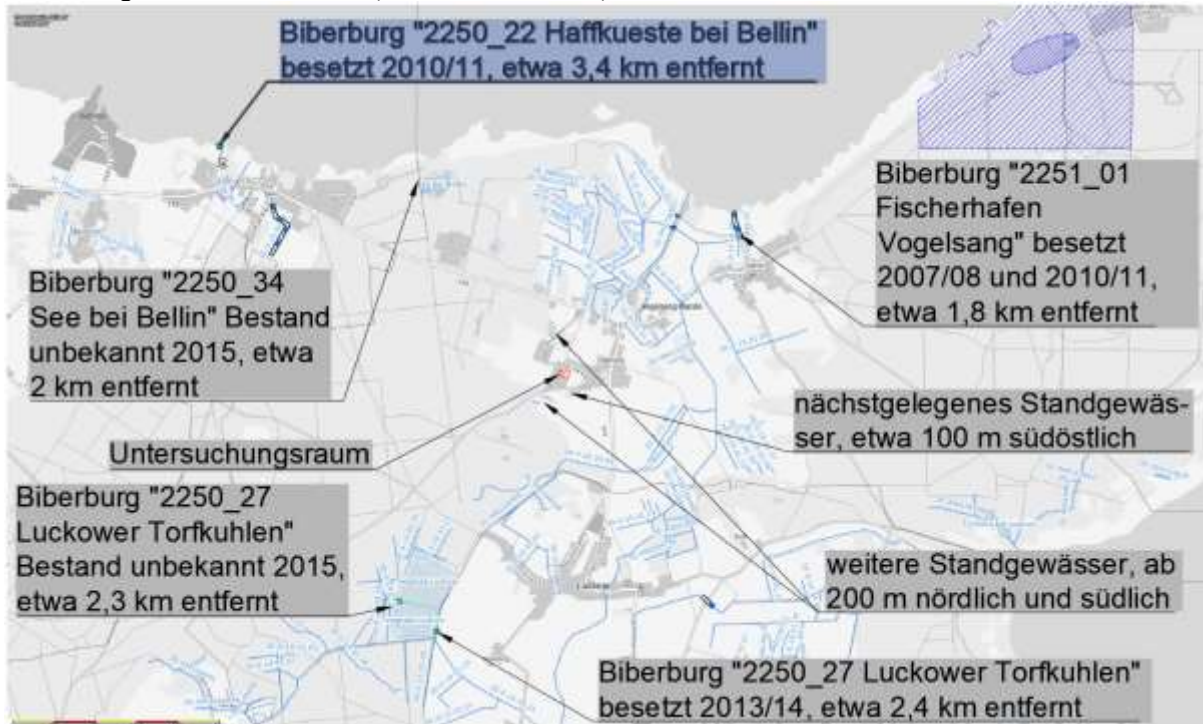 Biberburg "2250_22 Haffkueste bei Bellin"
besetzt 2010/11, etwa 3,4 km entfernt
Biberburg "2251_01
Fischerhafen
Vogelsang" besetzt
2007/08 und 2010/11,
etwa 1,8 km entfernt
Biberburg "2250_34
See bei Bellin" Bestand
unbekannt 2015, etwa
2 km entfernt
nächstgelegenes Standgewäs-
ser, etwa 100 m südöstlich
Untersuchungsraum
Biberburg "2250_27
Luckower Torfkuhlen"
Bestand unbekannt 2015,
etwa 2,3 km entfernt
weitere Standgewässer, ab
200 m nördlich und südlich
Biberburg "2250_27 Luckower Torfkuhlen"
besetzt 2013/14, etwa 2,4 km entfernt